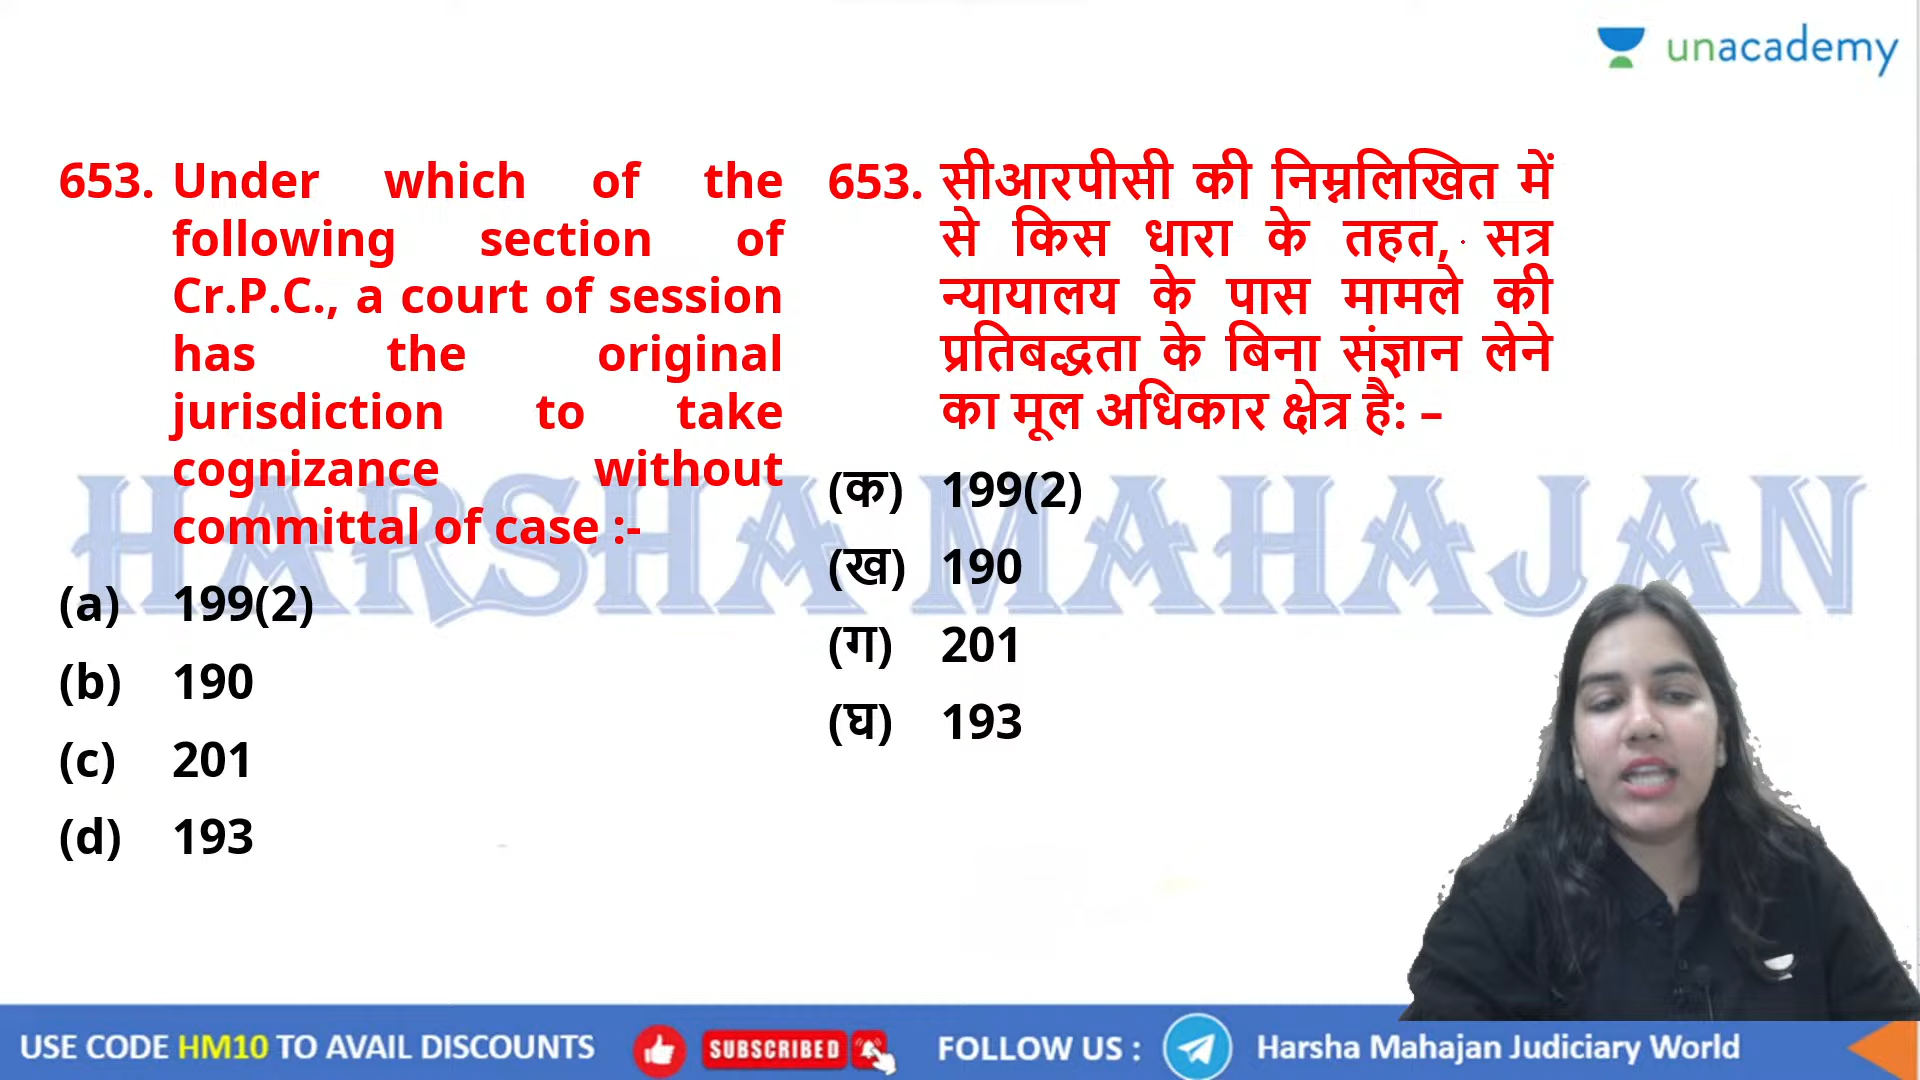 unacademy
653. Under which of the
following section of
Cr.P.C., a court of session
has the original
jurisdiction to take
cognizance without
committal of case :-
(a) 199(2)
(b) 190
(c) 201
(d) 193
653. सीआरपीसी की निम्नलिखित में
से किस धारा के तहत, सत्र
न्यायालय के पास मामले की
प्रतिबद्धता के बिना संज्ञान लेने
का मूल अधिकार क्षेत्र है: –
(क) 199(2)
(ख) 190
(ग) 201
(घ) 193
HARSHA MAHAJAN
USE CODE HM10 TO AVAIL DISCOUNTS
SUBSCRIBED
FOLLOW US :
Harsha Mahajan Judiciary World